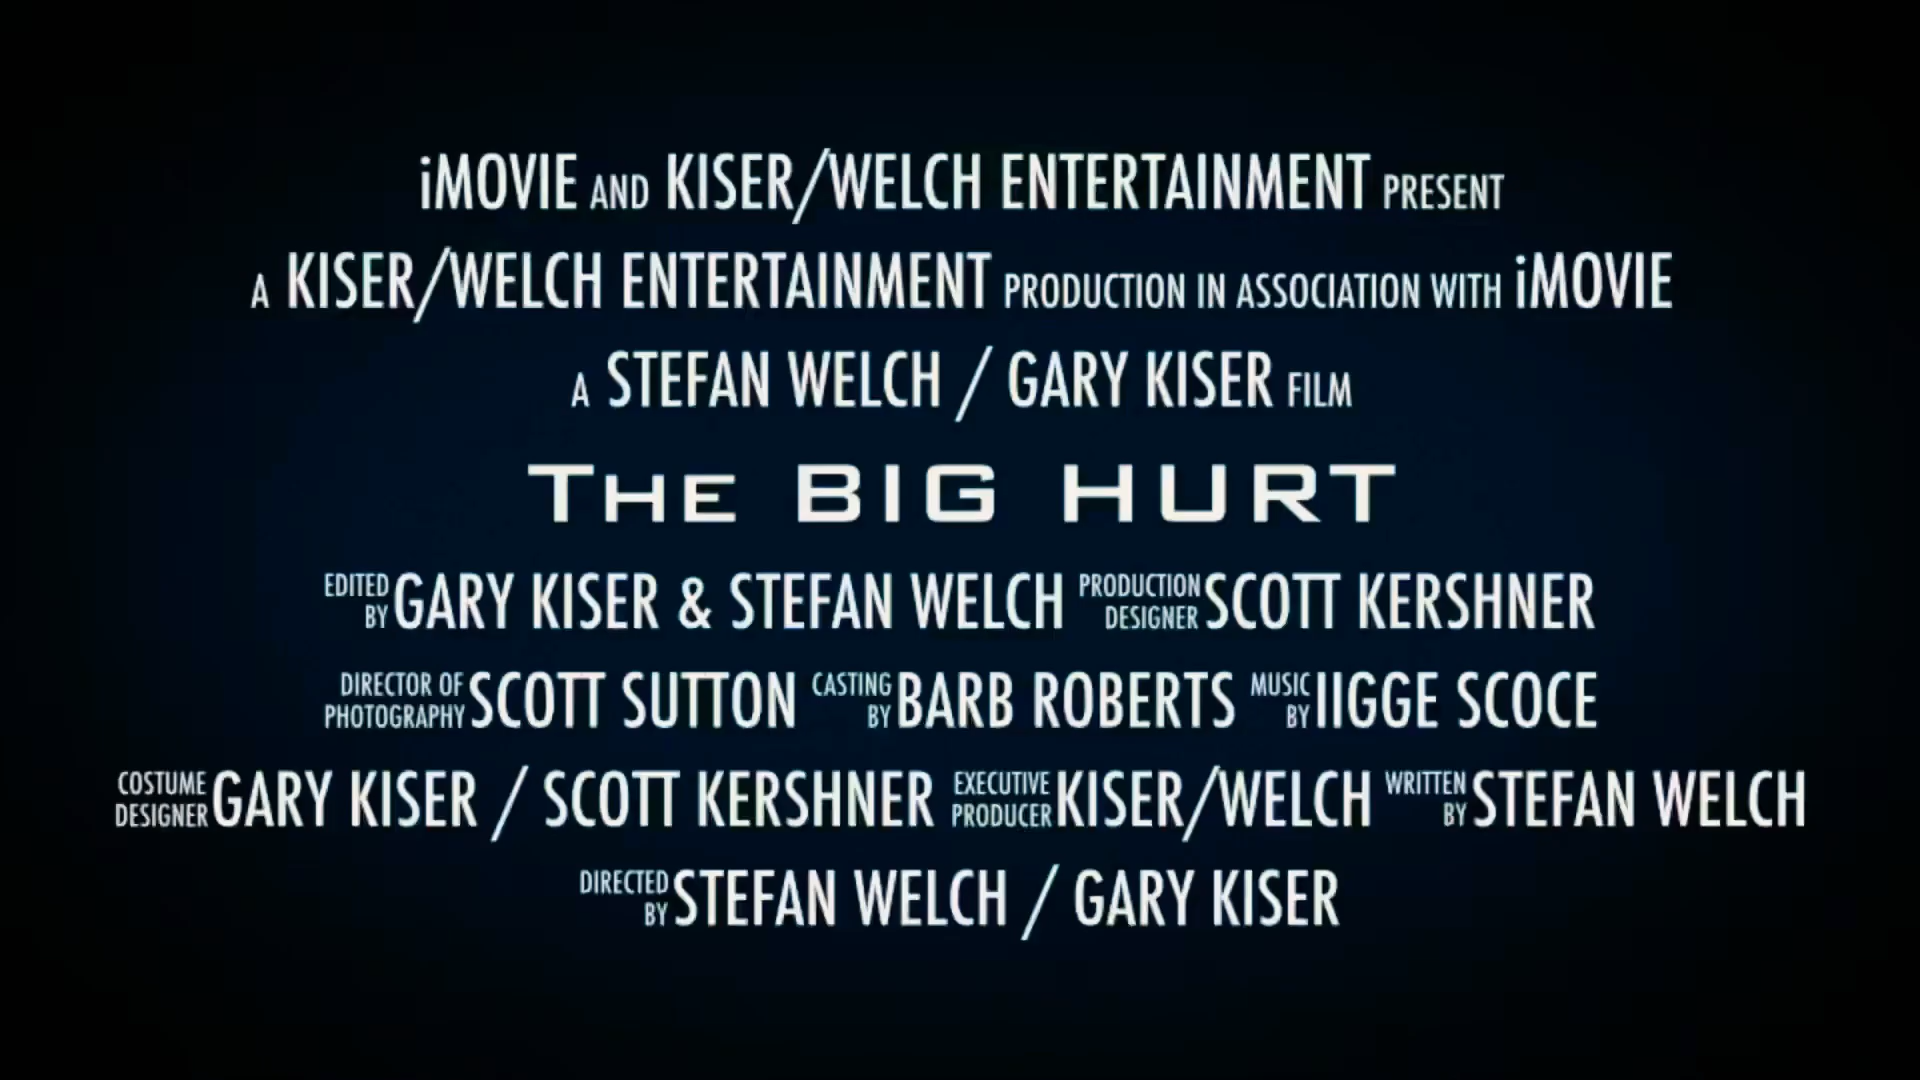 iMOVIE AND KISER/WELCH ENTERTAINMENT PRESENT
A KISER/WELCH ENTERTAINMENT PRODUCTION IN ASSOCIATION WITH iMOVIE
A STEFAN WELCH / GARY KISER FILM
THE BIG HURT
EDITED BY GARY KISER & STEFAN WELCH PRODUCTION DESIGNER SCOTT KERSHNER
DIRECTOR OF PHOTOGRAPHY SCOTT SUTTON CASTING BY BARB ROBERTS MUSIC BY IIGGE SCOCE
COSTUME DESIGNER GARY KISER / SCOTT KERSHNER EXECUTIVE PRODUCER KISER/WELCH WRITTEN BY STEFAN WELCH
DIRECTED BY STEFAN WELCH / GARY KISER